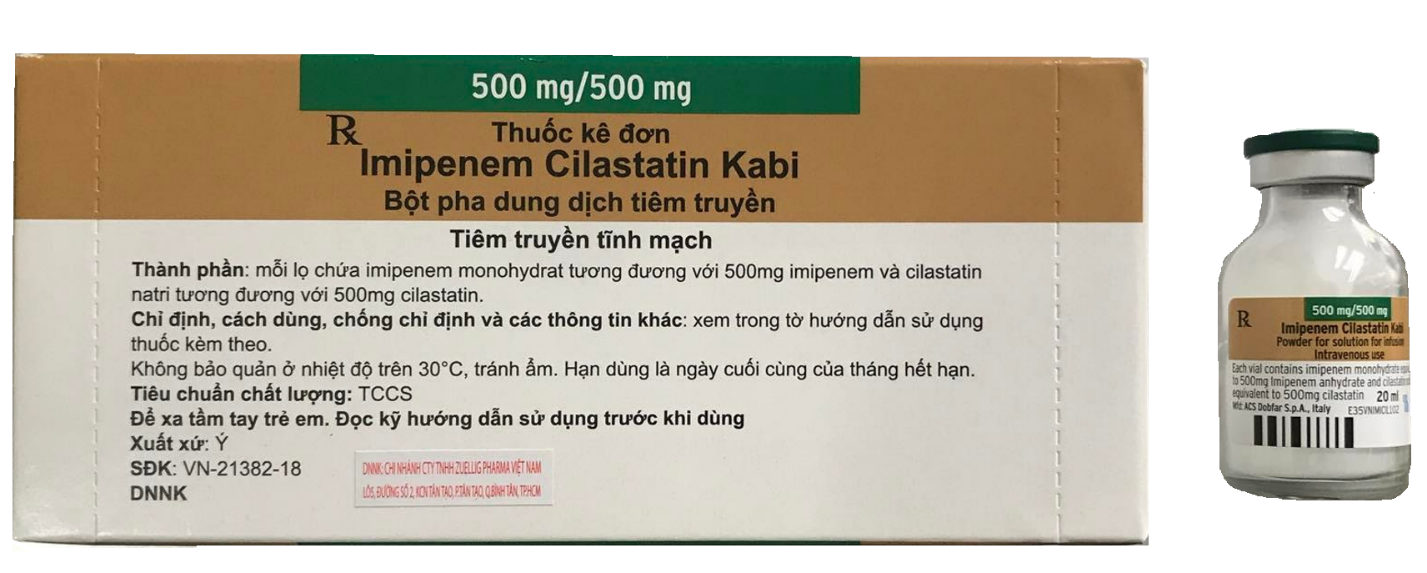 500 mg/500 mg
Rx Thuốc kê đơn
Imipenem Cilastatin Kabi
Bột pha dung dịch tiêm truyền
Tiêm truyền tĩnh mạch
Thành phần: mỗi lọ chứa imipenem monohydrat tương đương với 500mg imipenem và cilastatin
natri tương đương với 500mg cilastatin.
Chỉ định, cách dùng, chống chỉ định và các thông tin khác: xem trong tờ hướng dẫn sử dụng
thuốc kèm theo.
Không bảo quản ở nhiệt độ trên 30°C, tránh ẩm. Hạn dùng là ngày cuối cùng của tháng hết hạn.
Tiêu chuẩn chất lượng: TCCS
Để xa tầm tay trẻ em. Đọc kỹ hướng dẫn sử dụng trước khi dùng
Xuất xứ: Ý
SĐK: VN-21382-18
DNNK
DNNK: CHI NHÁNH CTY TNHH ZUELLIG PHARMA VIỆT NAM
LÔ5, ĐƯỜNG SỐ 2, KCN TÂN TẠO, P.TÂN TẠO, Q.BÌNH TÂN, TP.HCM
500 mg/500 mg
Rx Imipenem Cilastatin Kabi
Powder for solution for infusion
Intravenous use
Each vial contains imipenem monohydrate
to 500mg Imipenem anhydrate and cilastatin
equivalent to 500mg cilastatin 20 ml
Mfd: ACS Dobfar S.p.A., Italy E35VNIMCIL102